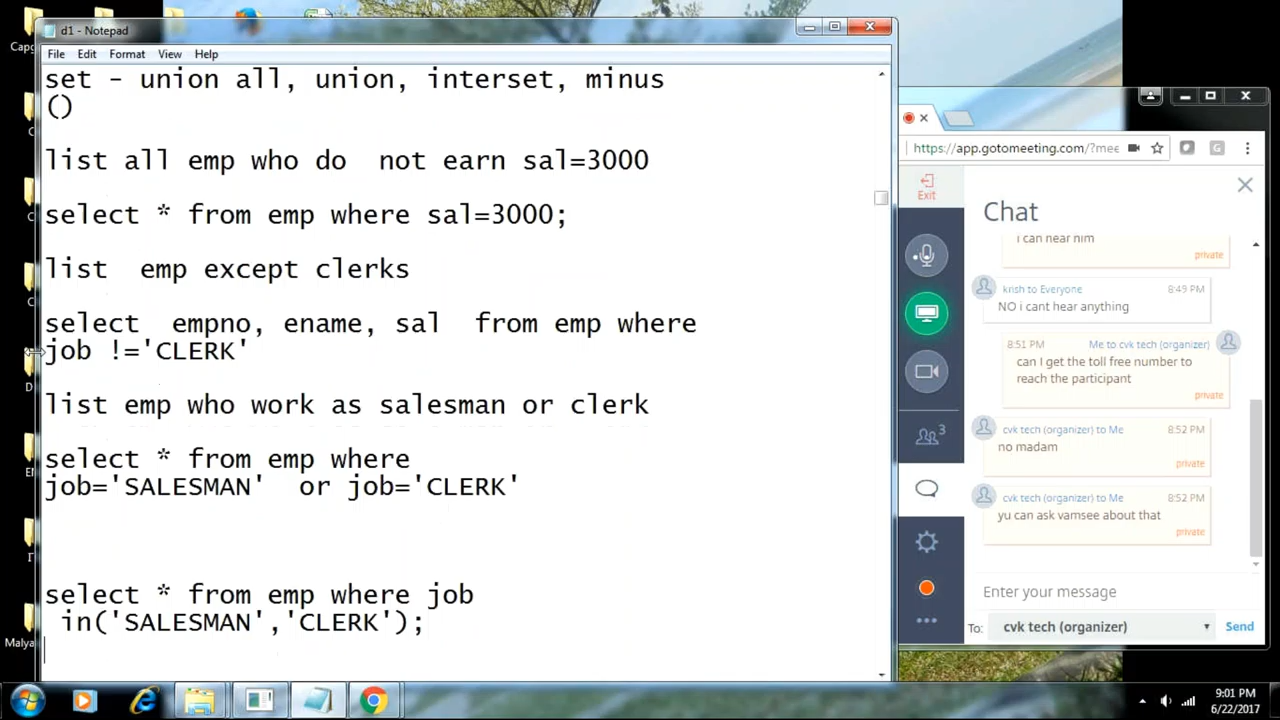 d1 - Notepad
File Edit Format View Help
set - union all, union, interset, minus
()
list all emp who do  not earn sal=3000
select * from emp where sal=3000;
list  emp except clerks
select  empno, ename, sal  from emp where
job !='CLERK'
list emp who work as salesman or clerk
select * from emp where
job='SALESMAN'  or job='CLERK'
select * from emp where job
 in('SALESMAN','CLERK');
https://app.gotomeeting.com/?mee
Exit
3
Chat
private
krish to Everyone 8:49 PM
NO i cant hear anything
8:51 PM Me to cvk tech (organizer)
can I get the toll free number to
reach the participant
private
cvk tech (organizer) to Me 8:52 PM
no madam
private
cvk tech (organizer) to Me 8:52 PM
yu can ask vamsee about that
private
Enter your message
To: cvk tech (organizer) Send
9:01 PM
6/22/2017